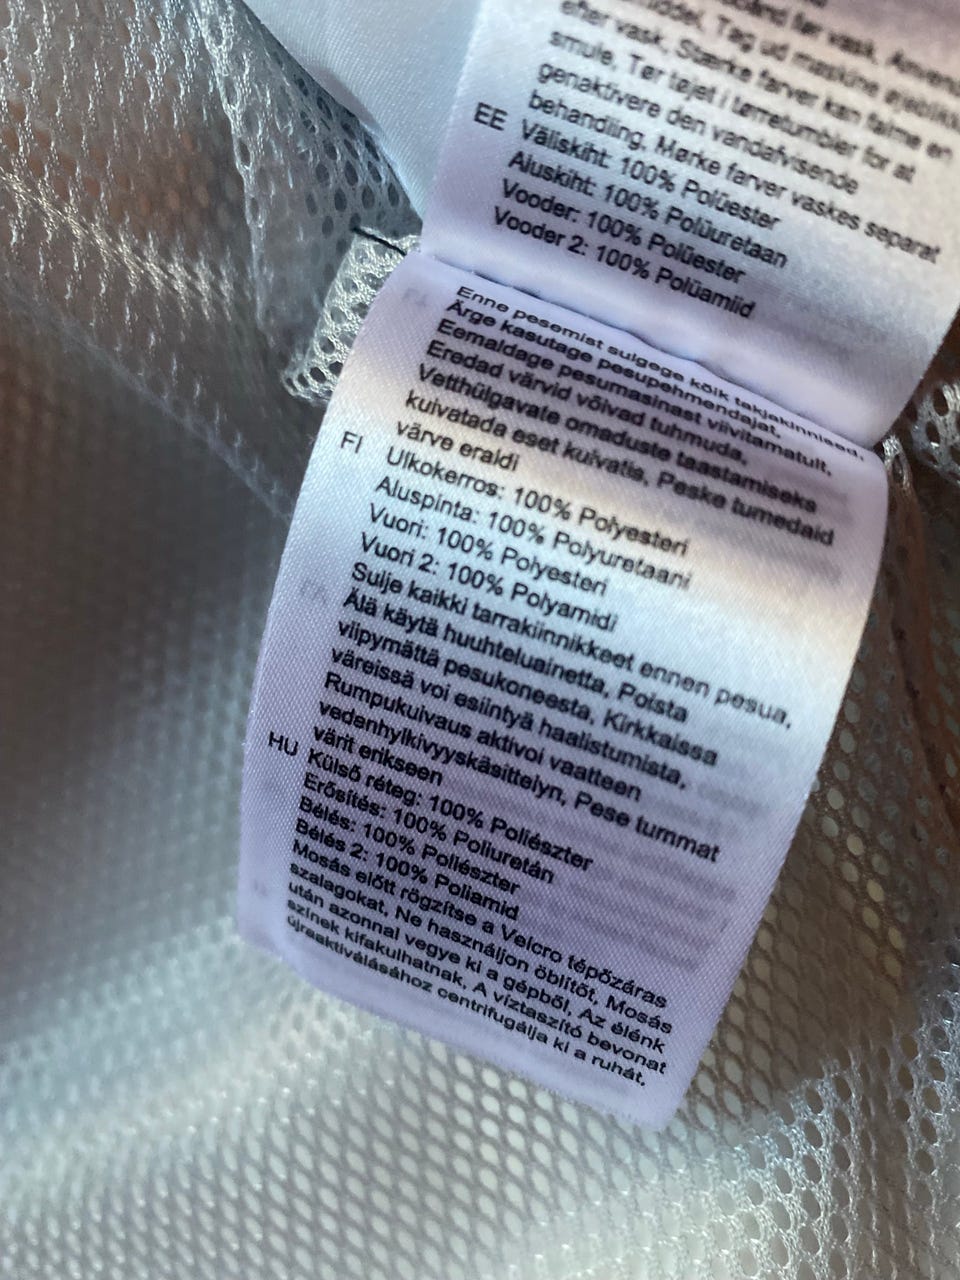 efter vask, Stærke farver kan falme en
smule, Tør tøjet i tørretumbler for at
genaktivere den vandafvisende
behandling, Mørke farver vaskes separat
EE Väliskiht: 100% Polüester
Aluskiht: 100% Polüuretaan
Vooder: 100% Polüester
Vooder 2: 100% Polüamiid
Enne pesemist sulgege kõik takjakinnised,
Ärge kasutage pesupehmendajat,
Eemaldage pesumasinast viivitamatult,
Eredad värvid võivad tuhmuda,
Vetthülgavate omaduste taastamiseks
kuivatada eset kuivatis, Peske tumedaid
värve eraldi
FI Ulkokerros: 100% Polyesteri
Aluspinta: 100% Polyuretaani
Vuori: 100% Polyesteri
Vuori 2: 100% Polyamidi
Sulje kaikki tarrakiinnikkeet ennen pesua,
Älä käytä huuhteluainetta, Poista
viipymättä pesukoneesta, Kirkkaissa
väreissä voi esiintyä haalistumista,
Rumpukuivaus aktivoi vaatteen
vedenhylkivyyskäsittelyn, Pese tummat
värit erikseen
HU Külső réteg: 100% Poliészter
Erősítés: 100% Poliuretán
Bélés: 100% Poliészter
Bélés 2: 100% Poliamid
Mosás előtt rögzítse a Velcro tépőzáras
szalagokat, Ne használjon öblítőt, Mosás
után azonnal vegye ki a gépből, Az élénk
színek kifakulhatnak, A víztaszító bevonat
újraaktiválásához centrifugálja ki a ruhát,